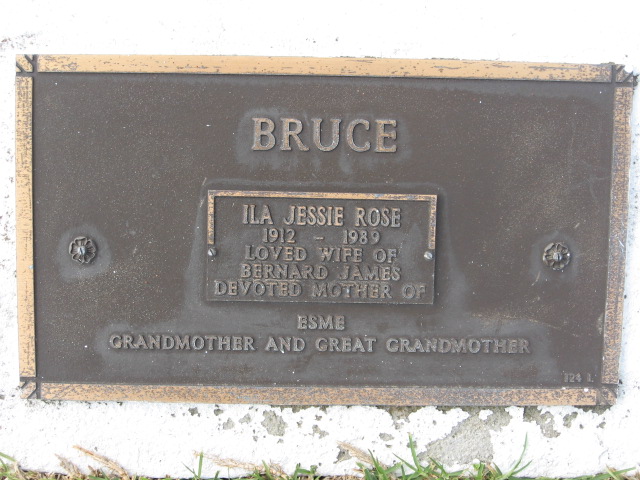 BRUCE
ILA JESSIE ROSE
1912 - 1989
LOVED WIFE OF
BERNARD JAMES
DEVOTED MOTHER OF
ESME
GRANDMOTHER AND GREAT GRANDMOTHER